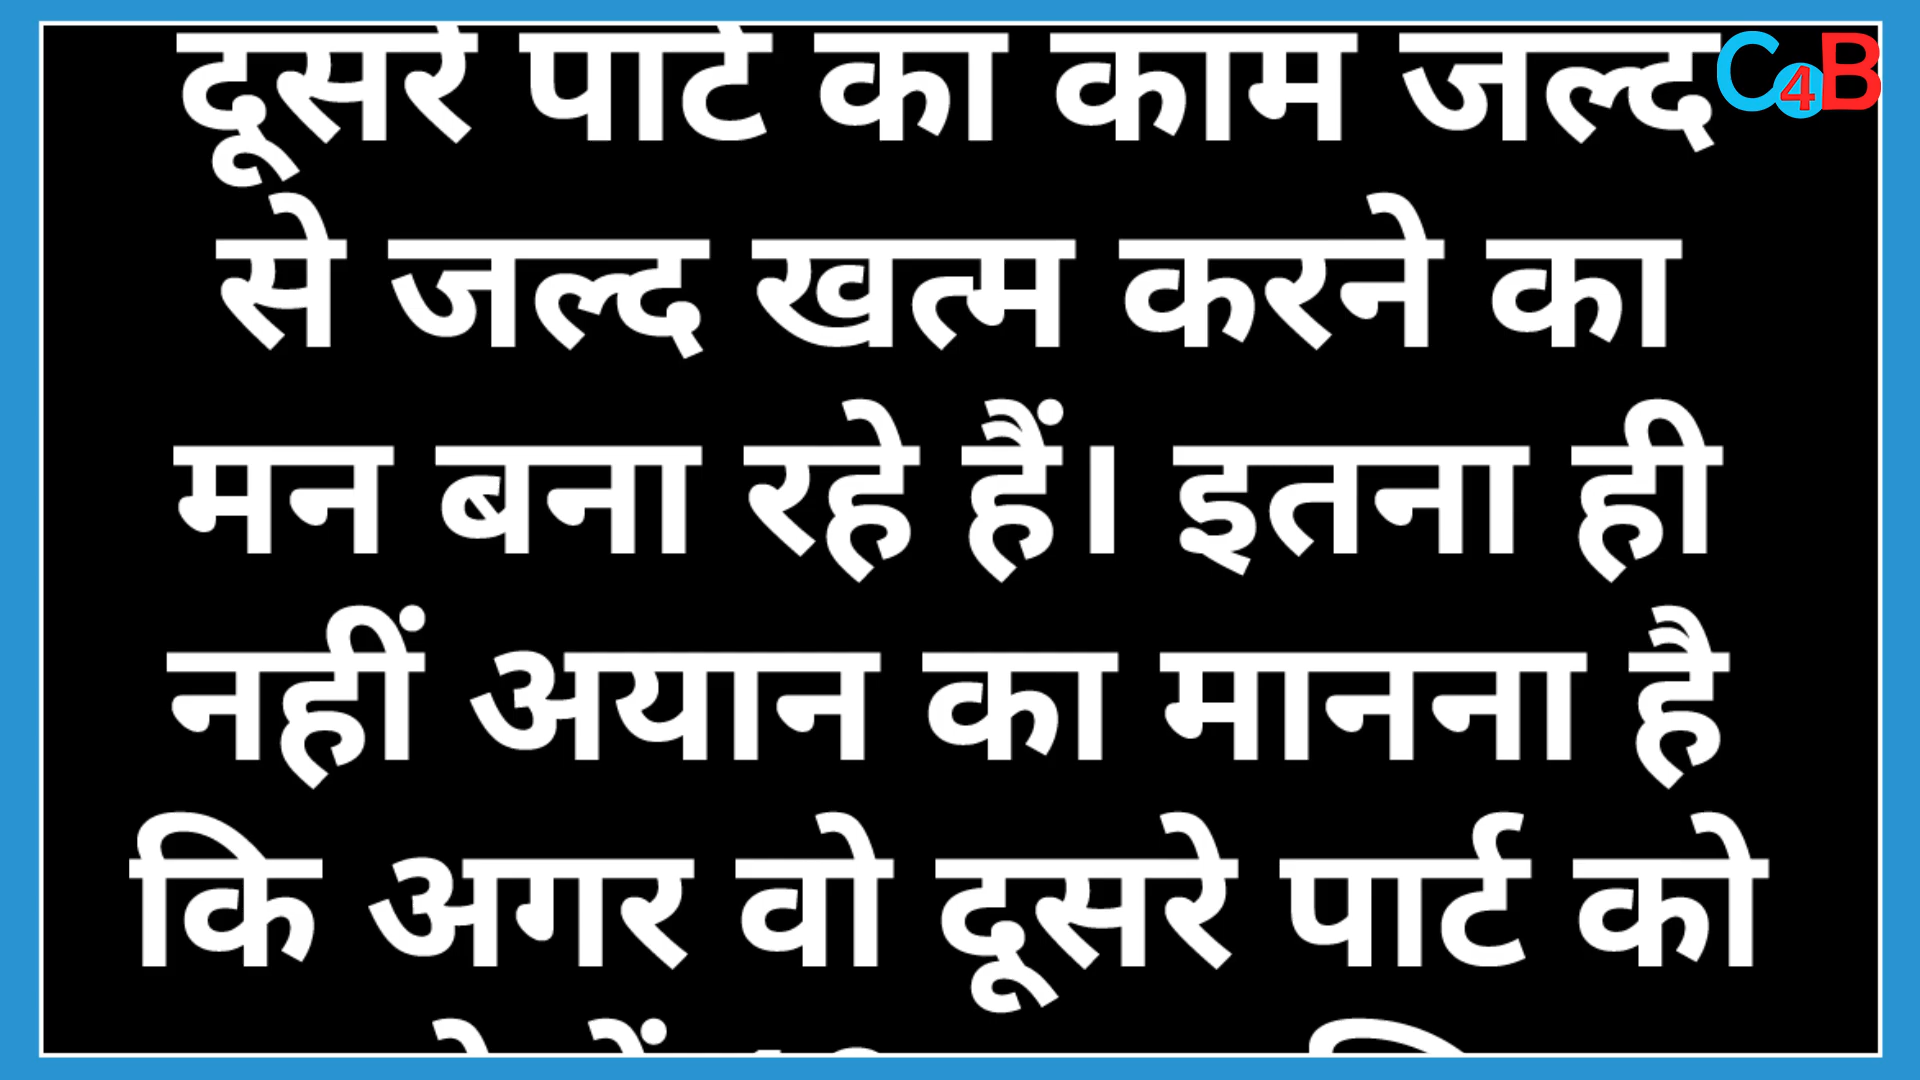 दूसरे पार्ट का काम जल्द
C4B
से जल्द खत्म करने का
मन बना रहे हैं। इतना ही
नहीं अयान का मानना है
कि अगर वो दूसरे पार्ट को